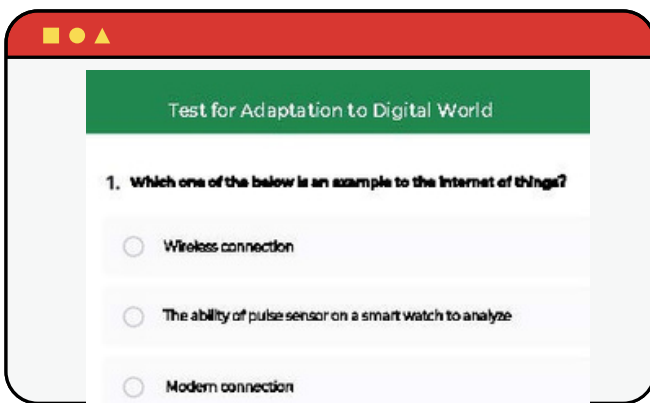 Test for Adaptation to Digital World
1. Which one of the below is an example to the internet of things?
Wireless connection
The ability of pulse sensor on a smart watch to analyze
Modern connection